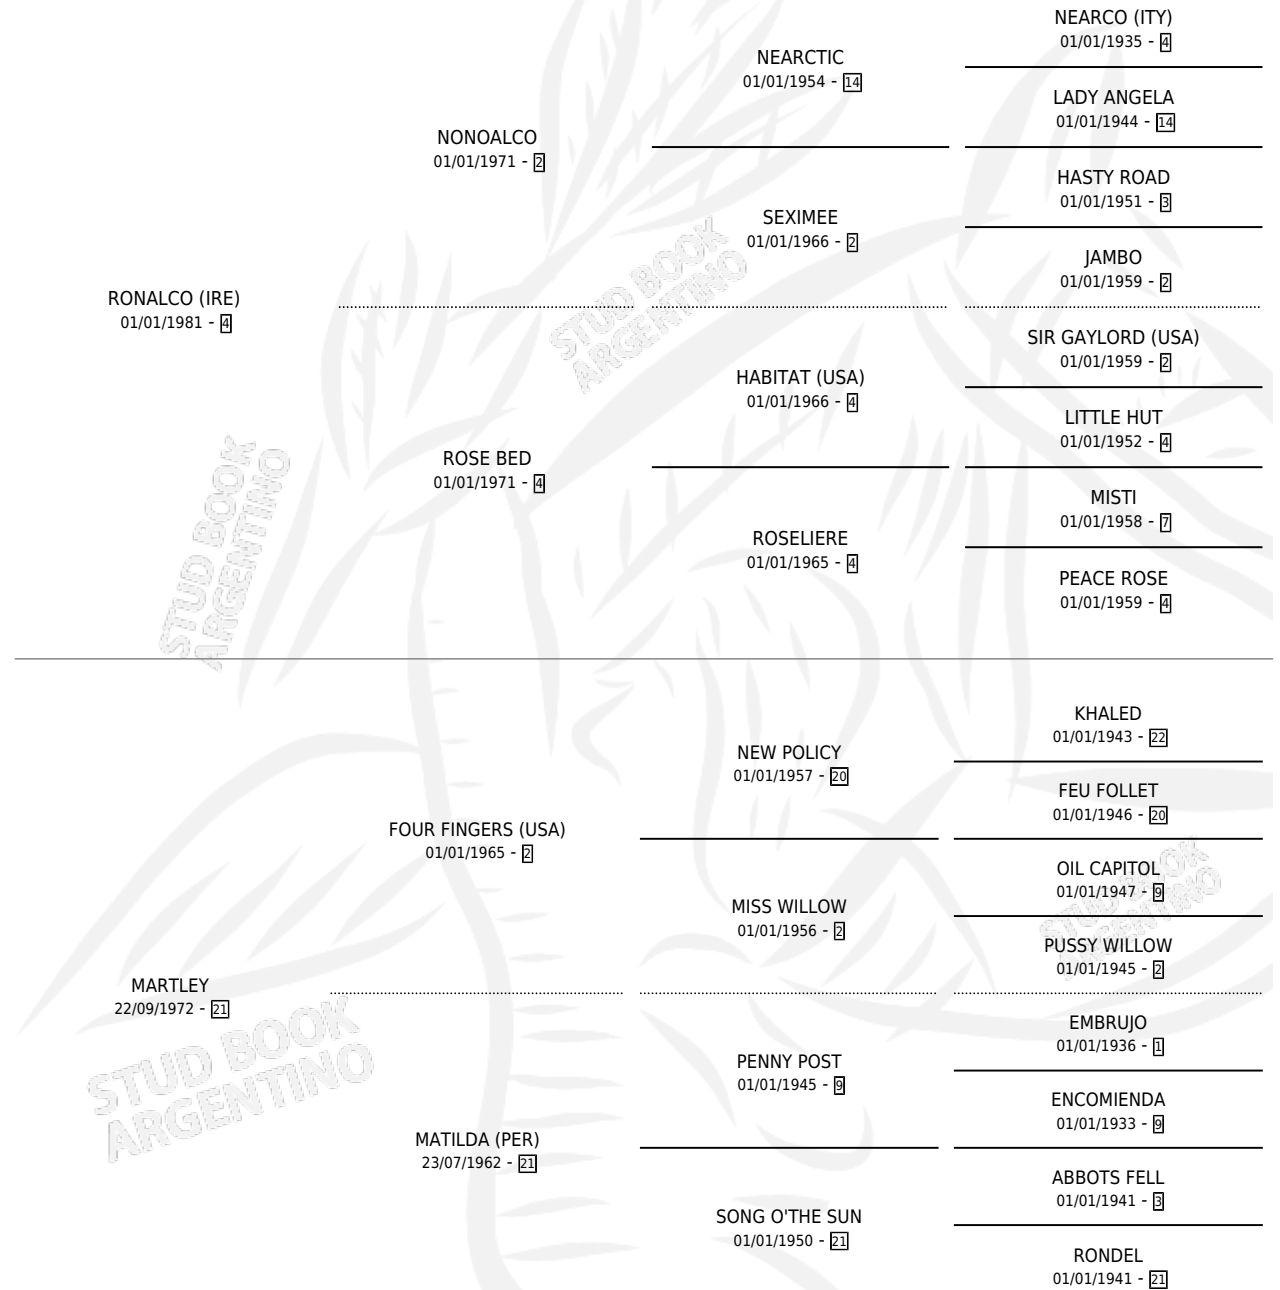 NEARCO (ITY)
01/01/1935 - 4
NEARCTIC
01/01/1954 - 14
LADY ANGELA
01/01/1944 - 14
NONOALCO
01/01/1971 - 2
HASTY ROAD
01/01/1951 - 3
SEXIMEE
01/01/1966 - 2
JAMBO
01/01/1959 - 2
RONALCO (IRE)
01/01/1981 - 4
SIR GAYLORD (USA)
01/01/1959 - 2
HABITAT (USA)
01/01/1966 - 4
LITTLE HUT
01/01/1952 - 4
ROSE BED
01/01/1971 - 4
MISTI
01/01/1958 - 7
ROSELIERE
01/01/1965 - 4
PEACE ROSE
01/01/1959 - 4
STUD BOOK
ARGENTINO
STUD BOOK
ARGENTINO
KHALED
01/01/1943 - 22
NEW POLICY
01/01/1957 - 20
FEU FOLLET
01/01/1946 - 20
FOUR FINGERS (USA)
01/01/1965 - 2
OIL CAPITOL
01/01/1947 - 9
MISS WILLOW
01/01/1956 - 2
PUSSY WILLOW
01/01/1945 - 2
STUD BOOK
ARGENTINO
MARTLEY
22/09/1972 - 21
EMBRUJO
01/01/1936 - 1
PENNY POST
01/01/1945 - 9
ENCOMIENDA
01/01/1933 - 9
STUD BOOK
ARGENTINO
MATILDA (PER)
23/07/1962 - 21
ABBOTS FELL
01/01/1941 - 3
SONG O'THE SUN
01/01/1950 - 21
RONDEL
01/01/1941 - 21